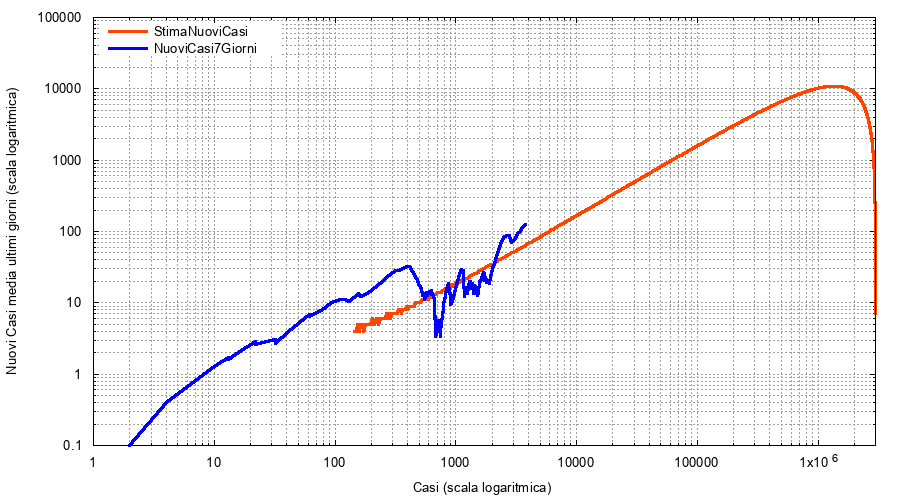 100000
10000
1000
100
10
1
0.1
StimaNuoviCasi
NuoviCasi7Giorni
Nuovi Casi media ultimi giorni (scala logaritmica)
1 10 100 1000 10000 100000 1x10 6
Casi (scala logaritmica)